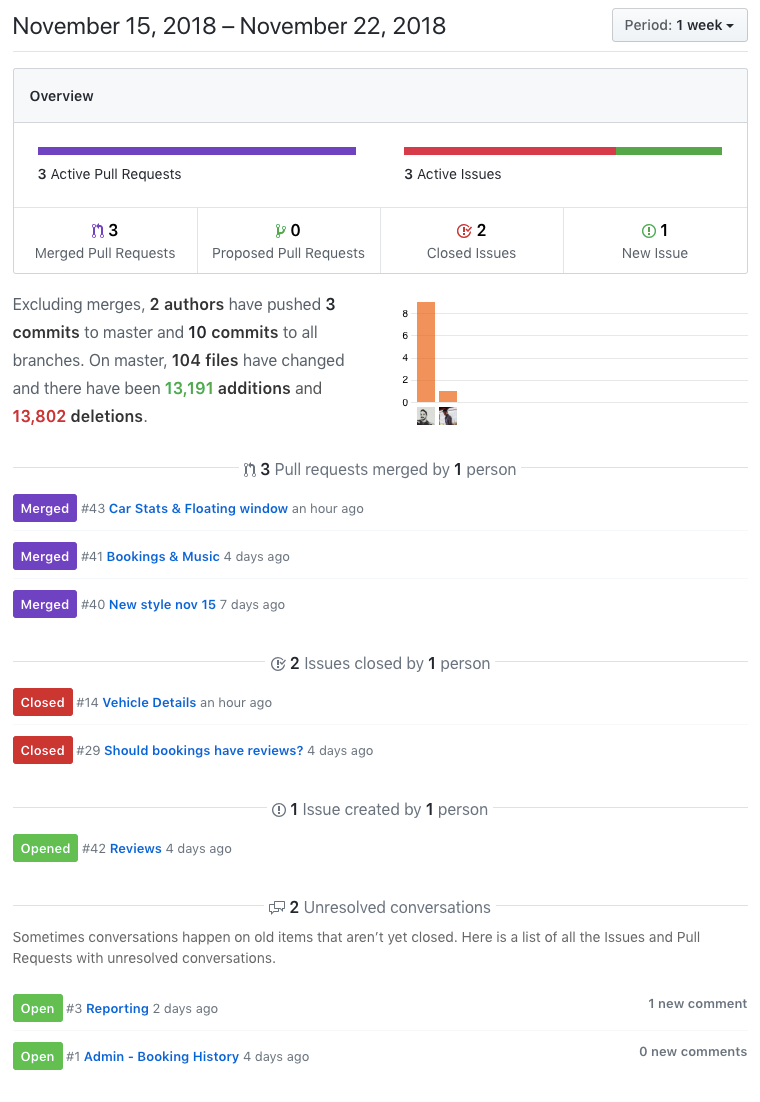 November 15, 2018 – November 22, 2018
Period: 1 week
Overview
3 Active Pull Requests
3 Active Issues
3
Merged Pull Requests
0
Proposed Pull Requests
2
Closed Issues
1
New Issue
Excluding merges, 2 authors have pushed 3
commits to master and 10 commits to all
branches. On master, 104 files have changed
and there have been 13,191 additions and
13,802 deletions.
8
6
4
2
0
3 Pull requests merged by 1 person
Merged #43 Car Stats & Floating window an hour ago
Merged #41 Bookings & Music 4 days ago
Merged #40 New style nov 15 7 days ago
2 Issues closed by 1 person
Closed #14 Vehicle Details an hour ago
Closed #29 Should bookings have reviews? 4 days ago
1 Issue created by 1 person
Opened #42 Reviews 4 days ago
2 Unresolved conversations
Sometimes conversations happen on old items that aren’t yet closed. Here is a list of all the Issues and Pull
Requests with unresolved conversations.
Open #3 Reporting 2 days ago 1 new comment
Open #1 Admin - Booking History 4 days ago 0 new comments